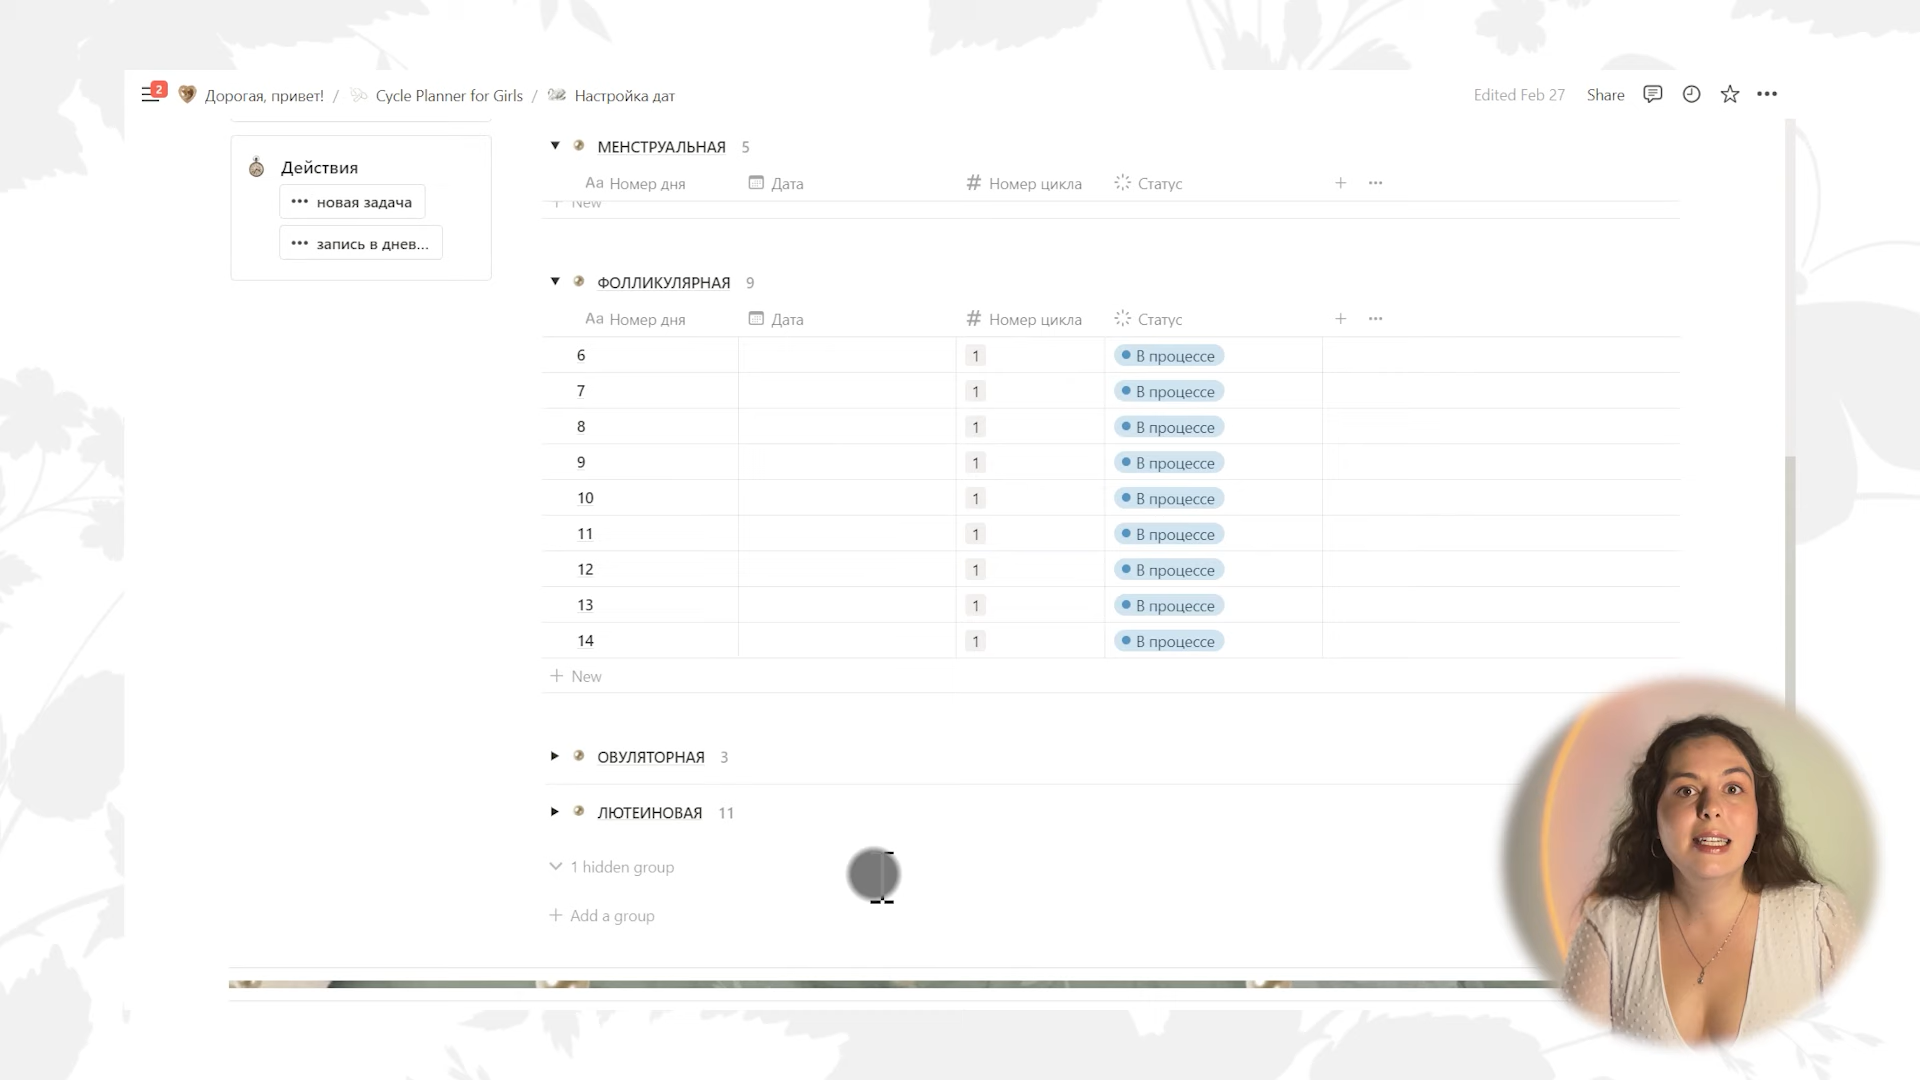 2 Дорогая, привет! / Cycle Planner for Girls / Настройка дат Edited Feb 27 Share
Действия
новая задача
запись в днев...
МЕНСТРУАЛЬНАЯ 5
Aa Номер дня Дата # Номер цикла Статус
+ New
ФОЛЛИКУЛЯРНАЯ 9
Aa Номер дня Дата # Номер цикла Статус
6 1 В процессе
7 1 В процессе
8 1 В процессе
9 1 В процессе
10 1 В процессе
11 1 В процессе
12 1 В процессе
13 1 В процессе
14 1 В процессе
+ New
ОВУЛЯТОРНАЯ 3
ЛЮТЕИНОВАЯ 11
1 hidden group
+ Add a group